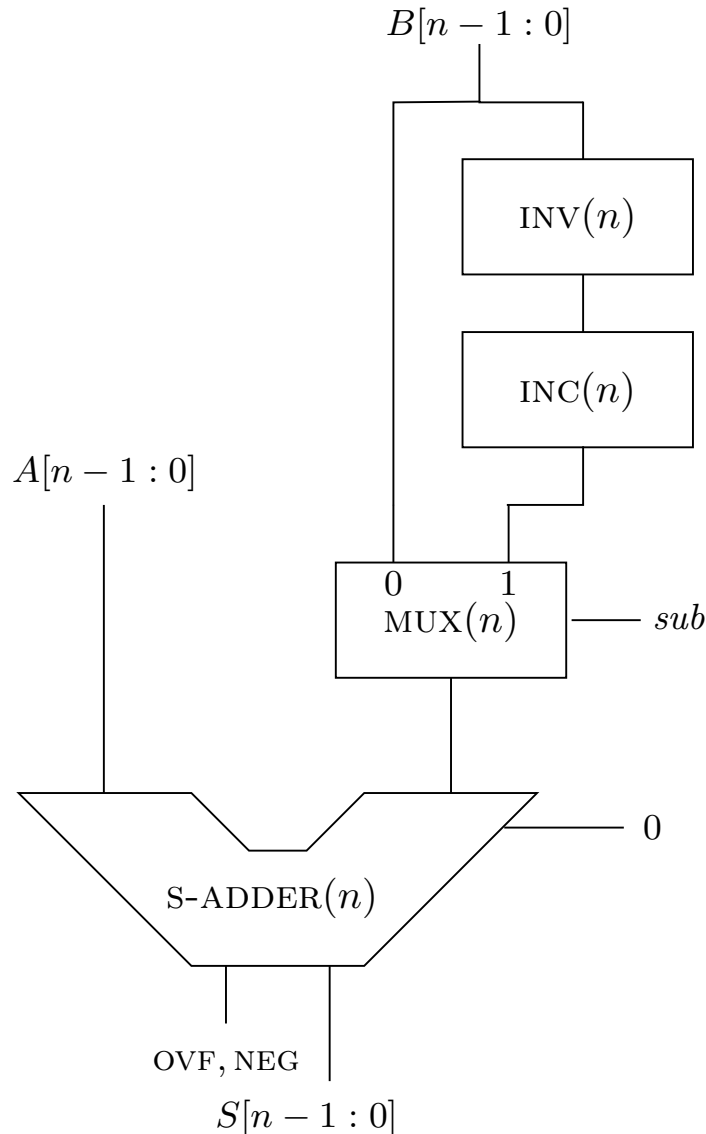 B[n − 1 : 0]
INV(n)
INC(n)
A[n − 1 : 0]
0 1
MUX(n)
sub
0
S-ADDER(n)
OVF, NEG
S[n − 1 : 0]